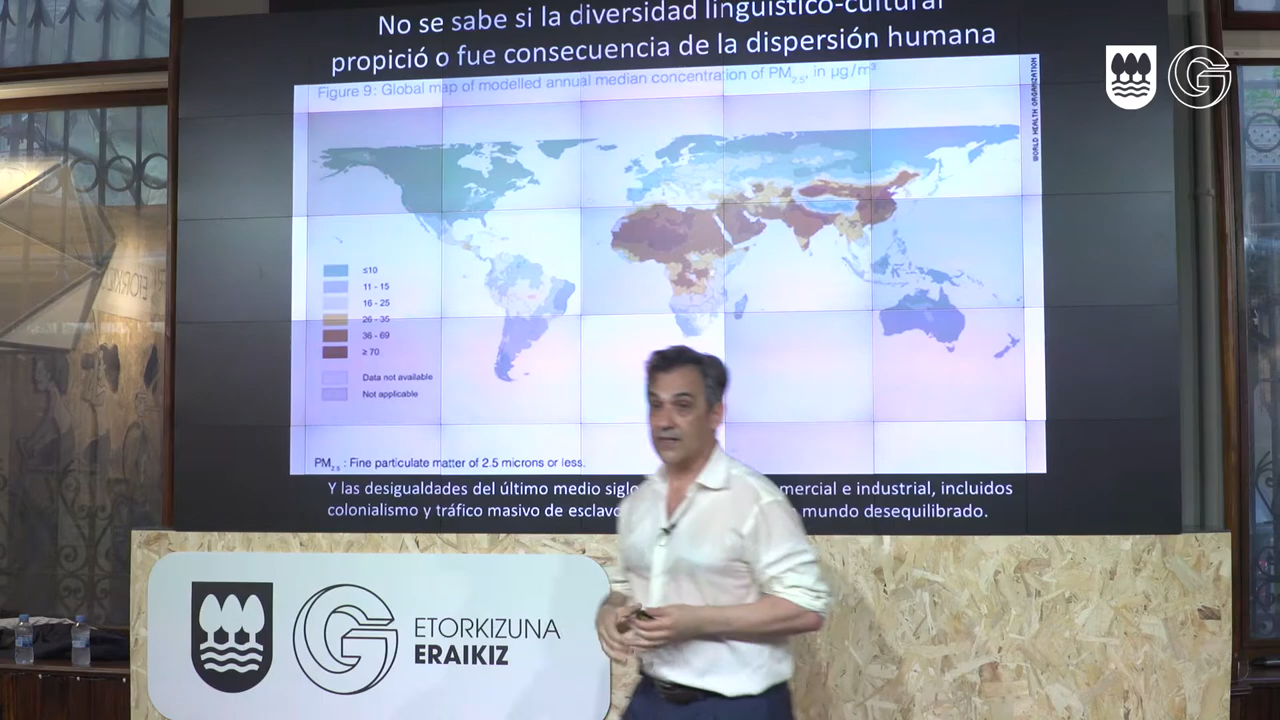 No se sabe si la diversidad lingüístico-cultural
propició o fue consecuencia de la dispersión humana
Figure 9: Global map of modelled annual median concentration of PM2.5, in µg/m³
WORLD HEALTH ORGANIZATION
≤10
11 - 15
16 - 25
26 - 35
36 - 69
≥ 70
Data not available
Not applicable
PM2.5 : Fine particulate matter of 2.5 microns or less.
Y las desigualdades del último medio siglo mercial e industrial, incluidos
colonialismo y tráfico masivo de esclavo mundo desequilibrado.
G
G
ETORKIZUNA
ERAIKIZ